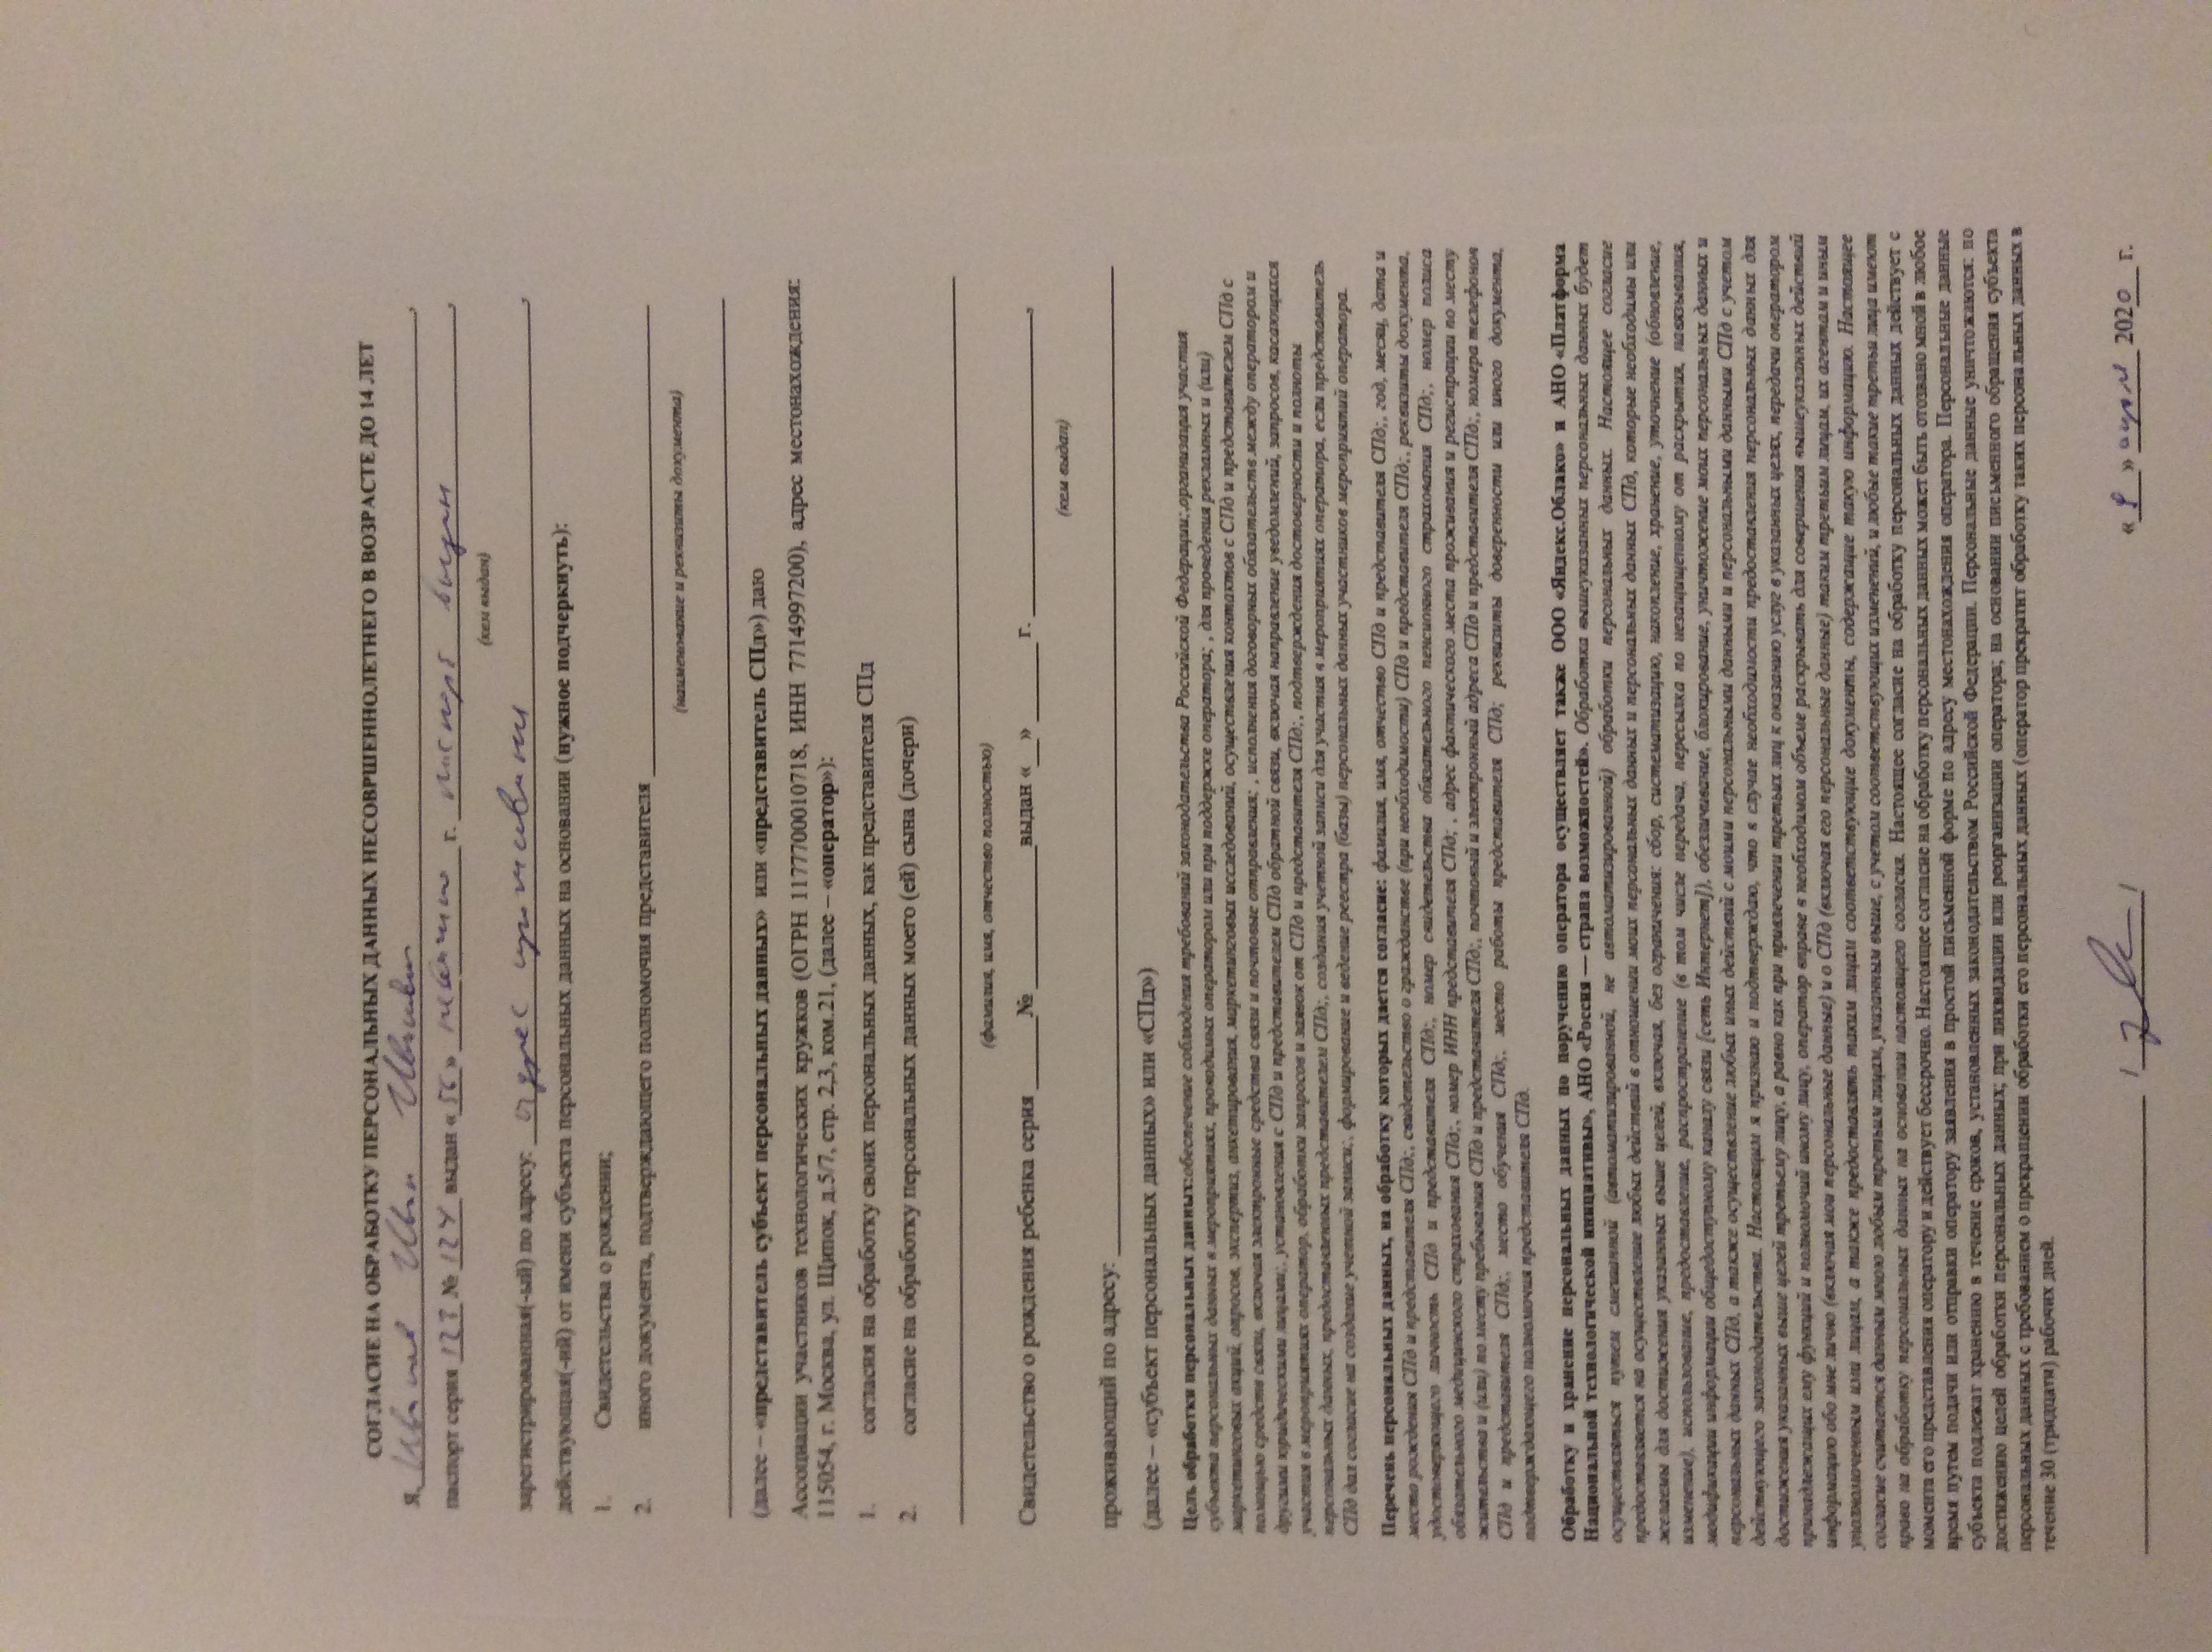 СОГЛАСИЕ НА ОБРАБОТКУ ПЕРСОНАЛЬНЫХ ДАННЫХ НЕСОВРШЕННОЛЕТНЕГО В ВОЗРАСТЕ ДО 14 ЛЕТ
Я, Иванов Иван Иванович,
паспорт серия 123 № 124 выдан «56» г. паспорт выдан,
(кем выдан)
зарегистрированная(-ый) по адресу: адрес проживания,
действующая(-ий) от имени субъекта персональных данных на основании (нужное подчеркнуть):
1. Свидетельства о рождении;
2. иного документа, подтверждающего полномочия представителя
(наименование и реквизиты документа)
(далее – «представитель субъект персональных данных» или «представитель СПд») даю
Ассоциации участников технологических кружков (ОГРН 1177700010718, ИНН 7714997200), адрес местонахождения:
115054, г. Москва, ул. Щипок, д.5/7, стр. 2,3, ком.21, (далее – «оператор»):
1. согласия на обработку своих персональных данных, как представителя СПд
2. согласие на обработку персональных данных моего (ей) сына (дочери)
(фамилия, имя, отчество полностью)
Свидетельство о рождения ребенка серия № выдан « » г. ,
(кем выдан)
проживающий по адресу:
(далее – «субъект персональных данных» или «СПд»)
Цель обработки персональных данных:обеспечение соблюдения требований законодательства Российской Федерации;,организация участия
субъекта персональных данных в мероприятиях, проводимых оператором или при поддержке оператора; , для проведения рекламных и (или)
маркетинговых акций, опросов, экспертиз, анкетирования, маркетинговых исследований, осуществления контактов с СПд и представителем СПд с
помощью средств связи, включая электронные средства связи и почтовые отправления; , исполнения договорных обязательств между оператором и
другими юридическими лицами;, установления с СПд и представителем СПд обратной связи, включая направление уведомлений, запросов, касающихся
участия в мероприятиях оператор, обработки запросов и заявок от СПд и представителя СПд;, подтверждения достоверности и полноты
персональных данных, предоставленных представителем СПд;, создания учетной записи для участия в мероприятиях оператора, если представитель
СПд дал согласие на создание учетной записи;, формирование и ведение реестра (базы) персональных данных участников мероприятий оператора.
Перечень персональных данных, на обработку которых дается согласие: фамилия, имя, отчество СПд и представителя СПд;, год, месяц, дата и
место рождения СПд и представителя СПд;, свидетельство о гражданстве (при необходимости) СПд и представителя СПд;, реквизиты документа,
удостоверяющего личность СПд и представителя СПд;, номер свидетельства обязательного пенсионного страхования СПд;, номер полиса
обязательного медицинского страхования СПд;, номер ИНН представителя СПд; , адрес фактического места проживания и регистрации по месту
жительства и (или) по месту пребывания СПд и представителя СПд;, почтовый и электронный адреса СПд и представителя СПд;, номера телефонов
СПд и представителя СПд;, место обучения СПд;, место работы представителя СПд; реквизиты доверенности или иного документа,
подтверждающего полномочия представителя СПд.
Обработку и хранение персональных данных по поручению оператора осуществляет также ООО «Яндекс.Облако» и АНО «Платформа
Национальной технологической инициативы», АНО «Россия — страна возможностей». Обработка вышеуказанных персональных данных будет
осуществляться путем смешанной (автоматизированной, не автоматизированной) обработки персональных данных. Настоящее согласие
предоставляется на осуществление любых действий в отношении моих персональных данных и персональных данных СПд, которые необходимы или
желаемы для достижения указанных выше целей, включая, без ограничения: сбор, систематизацию, накопление, хранение, уточнение (обновление,
изменение), использование, предоставление, распространение (в том числе передача, пересылка по незащищенному от раскрытия, навязывания,
модификации информации общедоступному каналу связи [сеть Интернет]), обезличивание, блокирование, уничтожение моих персональных данных и
персональных данных СПд, а также осуществление любых иных действий с моими персональными данными и персональными данными СПд с учетом
действующего законодательства. Настоящим я признаю и подтверждаю, что в случае необходимости предоставления персональных данных для
достижения указанных выше целей третьему лицу, а равно как при привлечении третьих лиц к оказанию услуг в указанных целях, передачи оператором
принадлежащих ему функций и полномочий иному лицу, оператор вправе в необходимом объеме раскрывать для совершения вышеуказанных действий
информацию обо мне лично (включая мои персональные данные) и о СПд (включая его персональные данные) таким третьим лицам, их агентам и иным
уполномоченным ими лицам, а также предоставлять таким лицам соответствующие документы, содержащие такую информацию. Настоящее
согласие считается данным мною любым третьим лицам, указанным выше, с учетом соответствующих изменений, и любые такие третьи лица имеют
право на обработку персональных данных на основании настоящего согласия. Настоящее согласие на обработку персональных данных действует с
момента его представления оператору и действует бессрочно. Настоящее согласие на обработку персональных данных может быть отозвано мной в любое
время путем подачи или отправки оператору заявления в простой письменной форме по адресу местонахождения оператора. Персональные данные
субъекта подлежат хранению в течение сроков, установленных законодательством Российской Федерации. Персональные данные уничтожаются: по
достижению целей обработки персональных данных; при ликвидации или реорганизации оператора; на основании письменного обращения субъекта
персональных данных с требованием о прекращении обработки его персональных данных (оператор прекратит обработку таких персональных данных в
течение 30 (тридцати) рабочих дней.
/ / «9» апреля 2020 г.